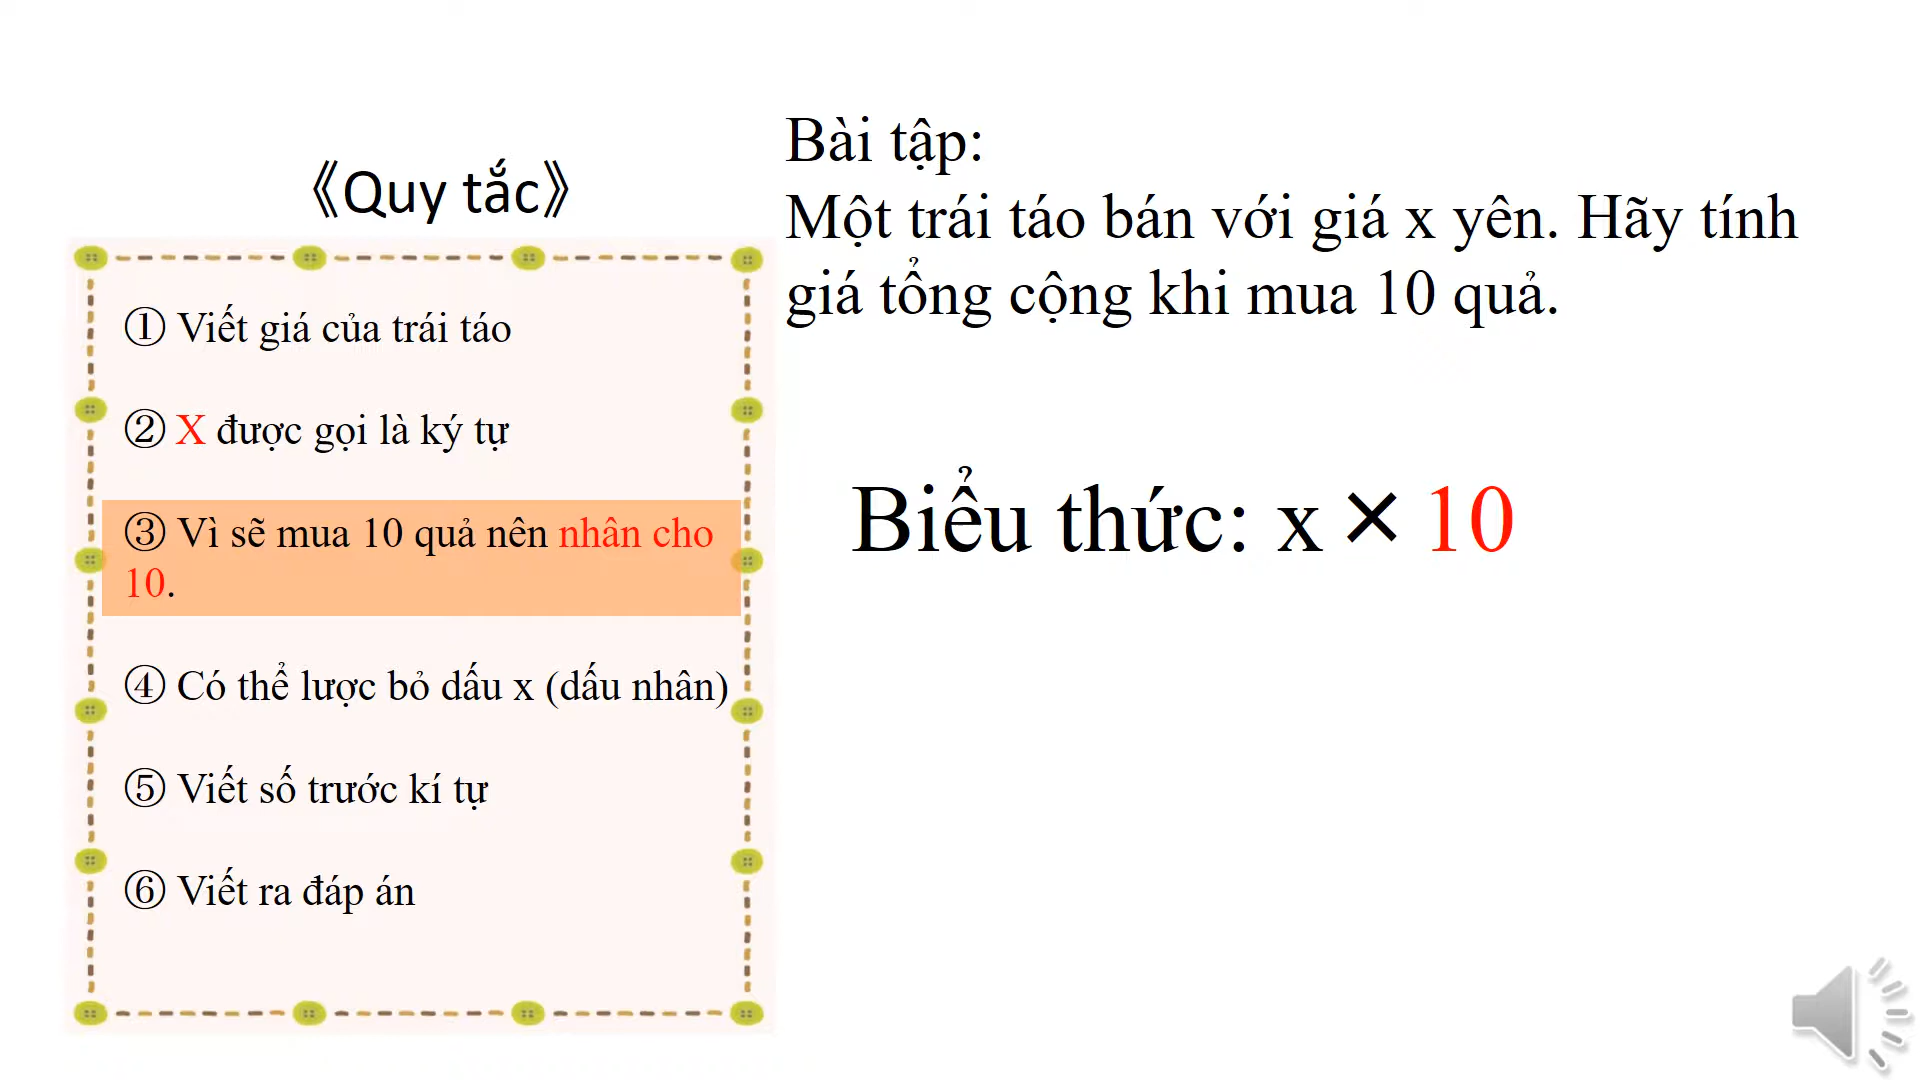 《Quy tắc》
① Viết giá của trái táo
② X được gọi là ký tự
③ Vì sẽ mua 10 quả nên nhân cho
10.
④ Có thể lược bỏ dấu x (dấu nhân)
⑤ Viết số trước kí tự
⑥ Viết ra đáp án
Bài tập:
Một trái táo bán với giá x yên. Hãy tính
giá tổng cộng khi mua 10 quả.
Biểu thức: x × 10